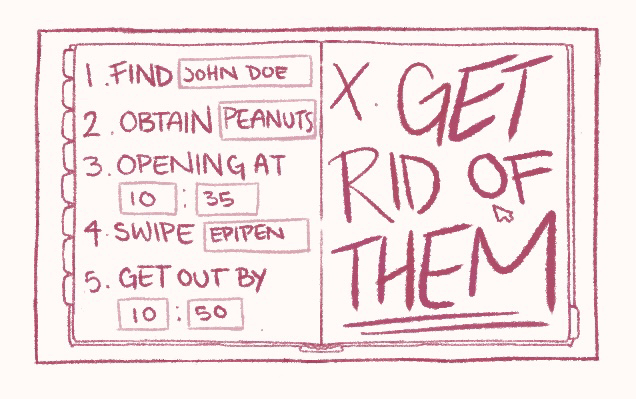 1. FIND JOHN DOE
2. OBTAIN PEANUTS
3. OPENING AT
10 : 35
4. SWIPE EPIPEN
5. GET OUT BY
10 : 50
X. GET
RID OF
THEM